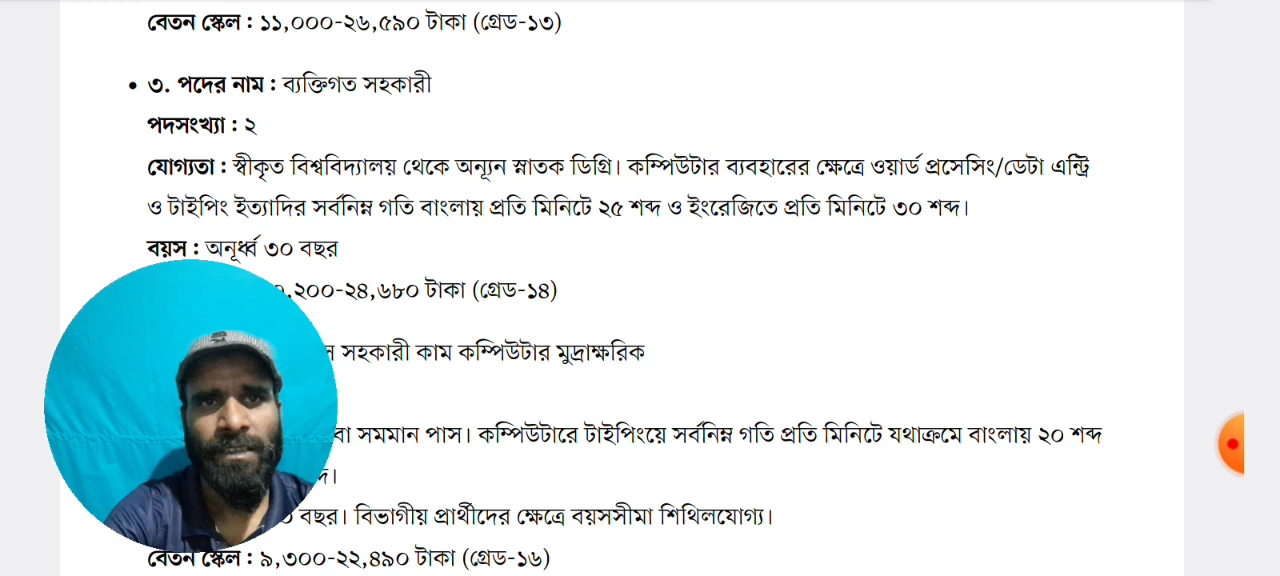 বেতন স্কেল : ১১,০০০-২৬,৫৯০ টাকা (গ্রেড-১৩)
৩. পদের নাম : ব্যক্তিগত সহকারী
পদসংখ্যা : ২
যোগ্যতা : স্বীকৃত বিশ্ববিদ্যালয় থেকে অন্যূন স্নাতক ডিগ্রি। কম্পিউটার ব্যবহারের ক্ষেত্রে ওয়ার্ড প্রসেসিং/ডেটা এন্ট্রি
ও টাইপিং ইত্যাদির সর্বনিম্ন গতি বাংলায় প্রতি মিনিটে ২৫ শব্দ ও ইংরেজিতে প্রতি মিনিটে ৩০ শব্দ।
বয়স : অনূর্ধ্ব ৩০ বছর
,২০০-২৪,৬৮০ টাকা (গ্রেড-১৪)
সহকারী কাম কম্পিউটার মুদ্রাক্ষরিক
বা সমমান পাস। কম্পিউটারে টাইপিংয়ে সর্বনিম্ন গতি প্রতি মিনিটে যথাক্রমে বাংলায় ২০ শব্দ
বছর। বিভাগীয় প্রার্থীদের ক্ষেত্রে বয়সসীমা শিথিলযোগ্য।
বেতন স্কেল : ৯,৩০০-২২,৪৯০ টাকা (গ্রেড-১৬)